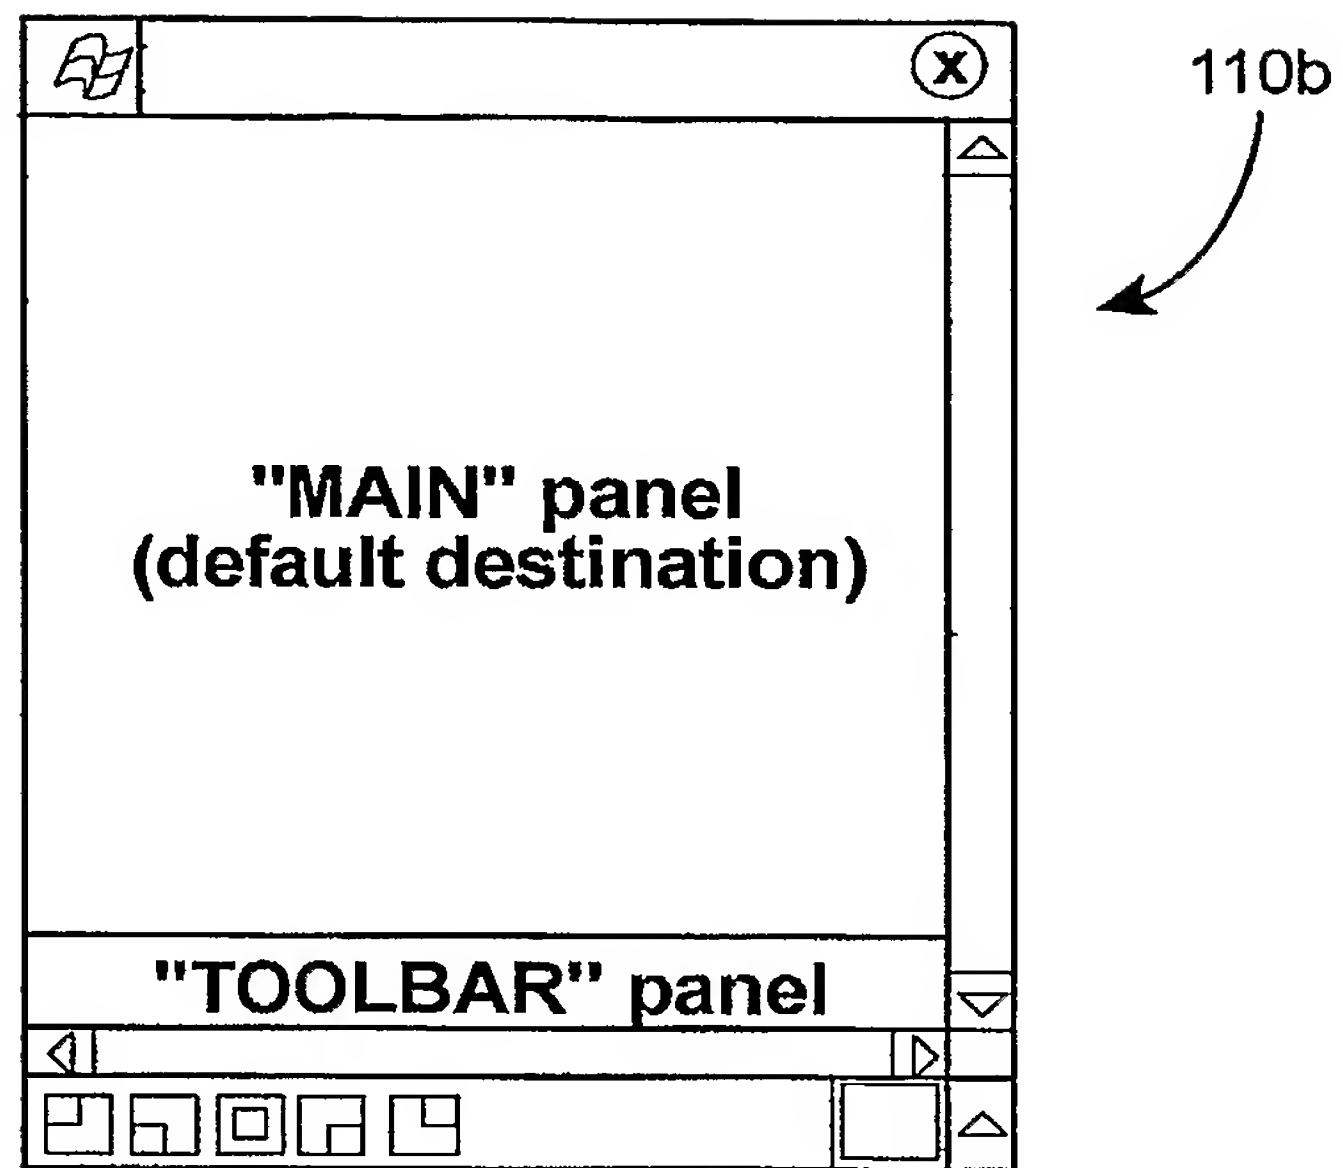 X
110b
"MAIN" panel
(default destination)
"TOOLBAR" panel